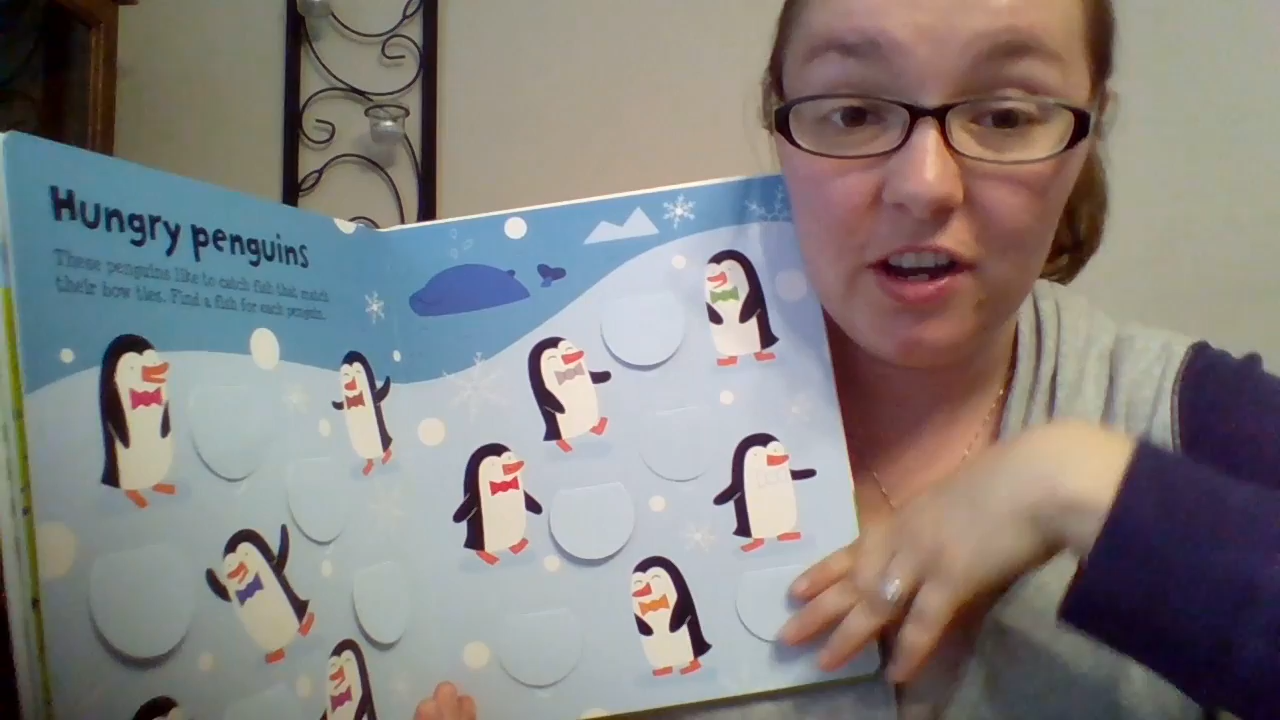 Hungry penguins
These penguins like to catch fish that match
their bow ties. Find a fish for each penguin.